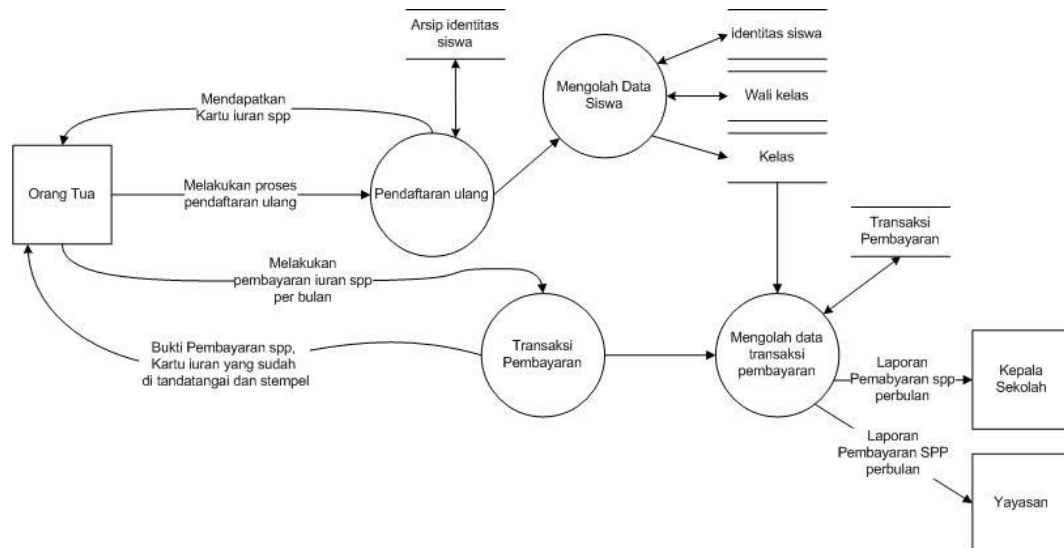 Arsip identitas
siswa
identitas siswa
Mengolah Data
Siswa
Wali kelas
Mendapatkan
Kartu iuran spp
Kelas
Orang Tua
Melakukan proses
pendaftaran ulang
Pendaftaran ulang
Transaksi
Pembayaran
Melakukan
pembayaran iuran spp
per bulan
Bukti Pembayaran spp,
Kartu iuran yang sudah
di tandatangai dan stempel
Transaksi
Pembayaran
Mengolah data
transaksi
pembayaran
Laporan
Pemabyaran spp
perbulan
Kepala
Sekolah
Laporan
Pembayaran SPP
perbulan
Yayasan